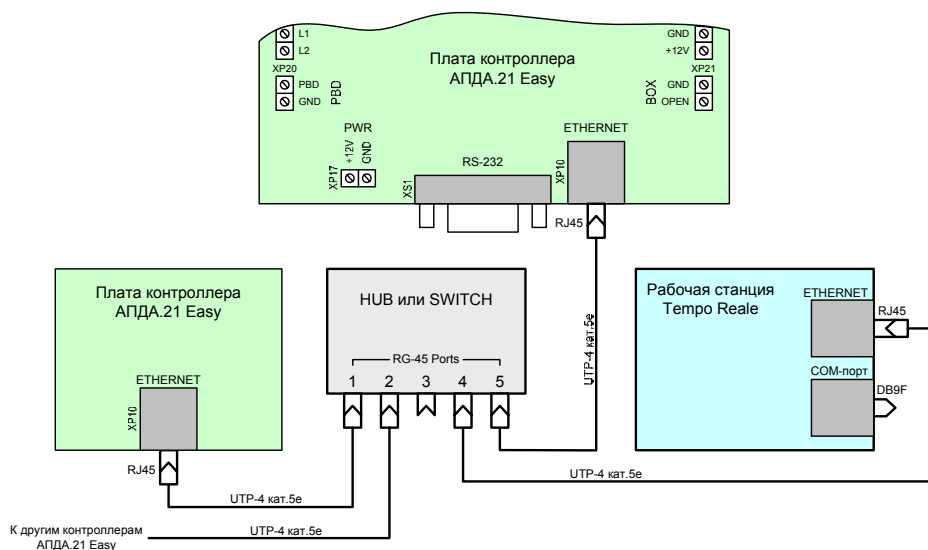 L1
L2
XP20
PBD
GND
PBD
Плата контроллера
АПДА.21 Easy
GND
+12V
XP21
GND
OPEN
BOX
PWR
+12V
GND
XP17
RS-232
XS1
ETHERNET
XP10
RJ45
Плата контроллера
АПДА.21 Easy
ETHERNET
XP10
RJ45
HUB или SWITCH
RG-45 Ports
1 2 3 4 5
UTP-4 кат.5е
Рабочая станция
Tempo Reale
ETHERNET
RJ45
COM-порт
DB9F
UTP-4 кат.5е
UTP-4 кат.5е
К другим контроллерам
АПДА.21 Easy
UTP-4 кат.5е